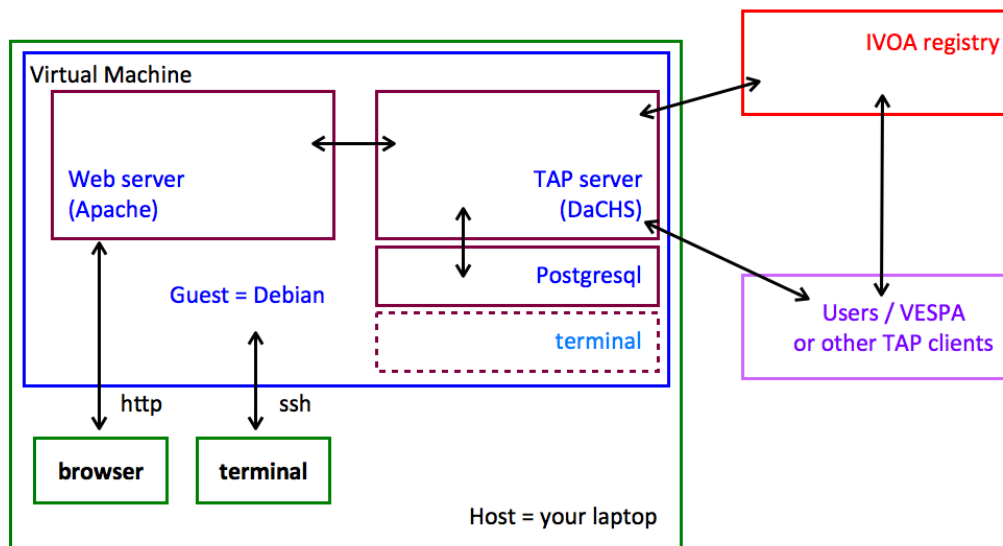 IVOA registry
Virtual Machine
Web server
(Apache)
TAP server
(DaCHS)
Postgresql
Guest = Debian
terminal
Users / VESPA
or other TAP clients
http
ssh
browser
terminal
Host = your laptop